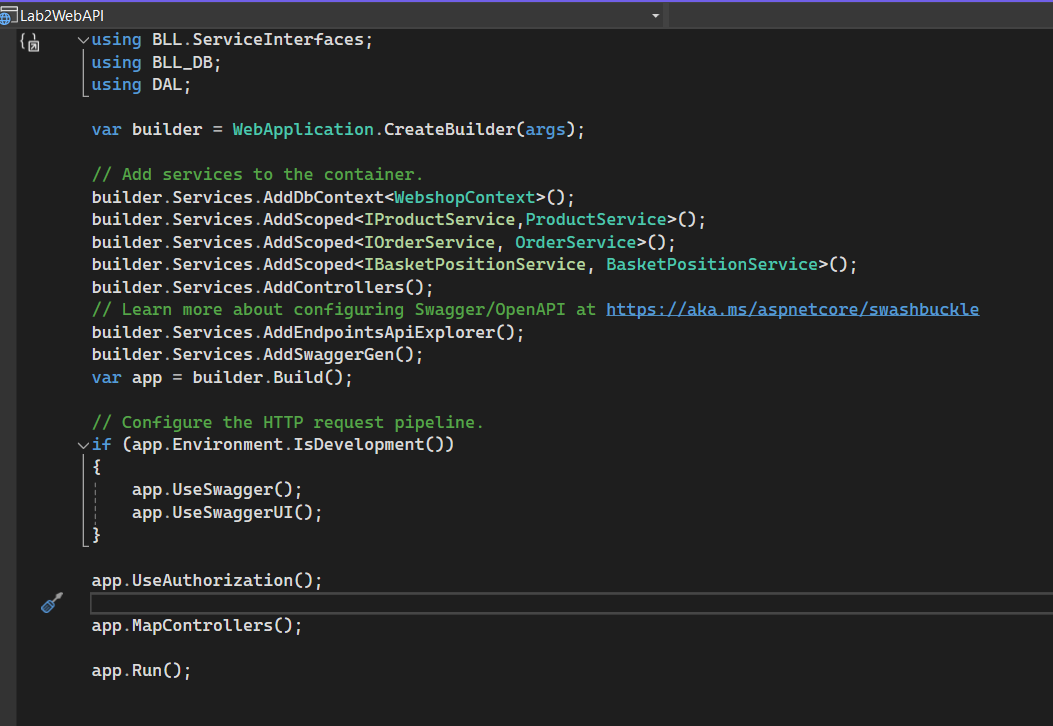 Lab2WebAPI
using BLL.ServiceInterfaces;
using BLL_DB;
using DAL;
var builder = WebApplication.CreateBuilder(args);
// Add services to the container.
builder.Services.AddDbContext<WebshopContext>();
builder.Services.AddScoped<IProductService,ProductService>();
builder.Services.AddScoped<IOrderService, OrderService>();
builder.Services.AddScoped<IBasketPositionService, BasketPositionService>();
builder.Services.AddControllers();
// Learn more about configuring Swagger/OpenAPI at https://aka.ms/aspnetcore/swashbuckle
builder.Services.AddEndpointsApiExplorer();
builder.Services.AddSwaggerGen();
var app = builder.Build();
// Configure the HTTP request pipeline.
if (app.Environment.IsDevelopment())
{
    app.UseSwagger();
    app.UseSwaggerUI();
}
app.UseAuthorization();
app.MapControllers();
app.Run();